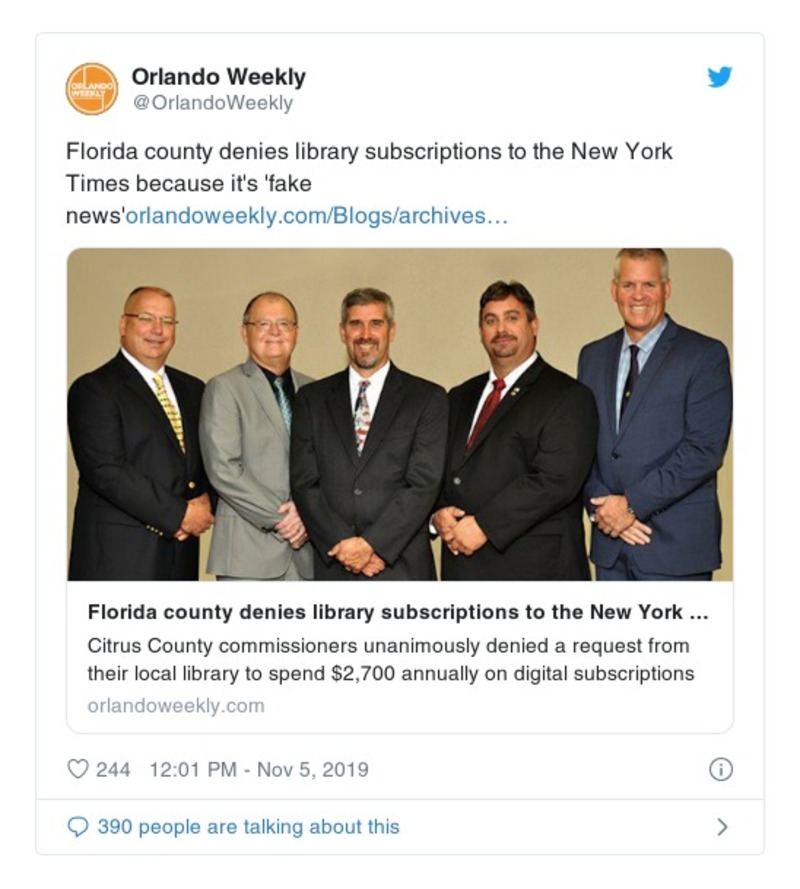 ORLANDO
WEEKLY
Orlando Weekly
@OrlandoWeekly
Florida county denies library subscriptions to the New York
Times because it's 'fake
news'orlandoweekly.com/Blogs/archives…
Florida county denies library subscriptions to the New York ...
Citrus County commissioners unanimously denied a request from
their local library to spend $2,700 annually on digital subscriptions
orlandoweekly.com
244 12:01 PM - Nov 5, 2019
390 people are talking about this